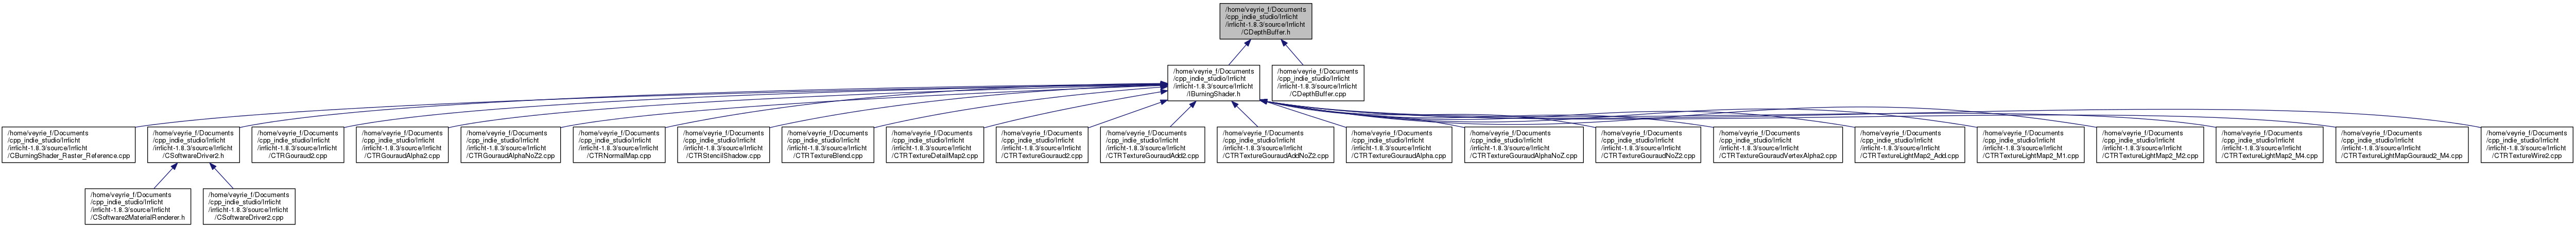 /home/veyrie_f/Documents
/cpp_indie_studio/Irrlicht
/irrlicht-1.8.3/source/Irrlicht
/CDepthBuffer.h
/home/veyrie_f/Documents
/cpp_indie_studio/Irrlicht
/irrlicht-1.8.3/source/Irrlicht
/IBurningShader.h
/home/veyrie_f/Documents
/cpp_indie_studio/Irrlicht
/irrlicht-1.8.3/source/Irrlicht
/CDepthBuffer.cpp
/home/veyrie_f/Documents
/cpp_indie_studio/Irrlicht
/irrlicht-1.8.3/source/Irrlicht
/CBurningShader_Raster_Reference.cpp
/home/veyrie_f/Documents
/cpp_indie_studio/Irrlicht
/irrlicht-1.8.3/source/Irrlicht
/CSoftwareDriver2.h
/home/veyrie_f/Documents
/cpp_indie_studio/Irrlicht
/irrlicht-1.8.3/source/Irrlicht
/CTRGouraud2.cpp
/home/veyrie_f/Documents
/cpp_indie_studio/Irrlicht
/irrlicht-1.8.3/source/Irrlicht
/CTRGouraudAlpha2.cpp
/home/veyrie_f/Documents
/cpp_indie_studio/Irrlicht
/irrlicht-1.8.3/source/Irrlicht
/CTRGouraudAlphaNoZ2.cpp
/home/veyrie_f/Documents
/cpp_indie_studio/Irrlicht
/irrlicht-1.8.3/source/Irrlicht
/CTRNormalMap.cpp
/home/veyrie_f/Documents
/cpp_indie_studio/Irrlicht
/irrlicht-1.8.3/source/Irrlicht
/CTRStencilShadow.cpp
/home/veyrie_f/Documents
/cpp_indie_studio/Irrlicht
/irrlicht-1.8.3/source/Irrlicht
/CTRTextureBlend.cpp
/home/veyrie_f/Documents
/cpp_indie_studio/Irrlicht
/irrlicht-1.8.3/source/Irrlicht
/CTRTextureDetailMap2.cpp
/home/veyrie_f/Documents
/cpp_indie_studio/Irrlicht
/irrlicht-1.8.3/source/Irrlicht
/CTRTextureGouraud2.cpp
/home/veyrie_f/Documents
/cpp_indie_studio/Irrlicht
/irrlicht-1.8.3/source/Irrlicht
/CTRTextureGouraudAdd2.cpp
/home/veyrie_f/Documents
/cpp_indie_studio/Irrlicht
/irrlicht-1.8.3/source/Irrlicht
/CTRTextureGouraudAddNoZ2.cpp
/home/veyrie_f/Documents
/cpp_indie_studio/Irrlicht
/irrlicht-1.8.3/source/Irrlicht
/CTRTextureGouraudAlpha.cpp
/home/veyrie_f/Documents
/cpp_indie_studio/Irrlicht
/irrlicht-1.8.3/source/Irrlicht
/CTRTextureGouraudAlphaNoZ.cpp
/home/veyrie_f/Documents
/cpp_indie_studio/Irrlicht
/irrlicht-1.8.3/source/Irrlicht
/CTRTextureGouraudNoZ2.cpp
/home/veyrie_f/Documents
/cpp_indie_studio/Irrlicht
/irrlicht-1.8.3/source/Irrlicht
/CTRTextureGouraudVertexAlpha2.cpp
/home/veyrie_f/Documents
/cpp_indie_studio/Irrlicht
/irrlicht-1.8.3/source/Irrlicht
/CTRTextureLightMap2_Add.cpp
/home/veyrie_f/Documents
/cpp_indie_studio/Irrlicht
/irrlicht-1.8.3/source/Irrlicht
/CTRTextureLightMap2_M1.cpp
/home/veyrie_f/Documents
/cpp_indie_studio/Irrlicht
/irrlicht-1.8.3/source/Irrlicht
/CTRTextureLightMap2_M2.cpp
/home/veyrie_f/Documents
/cpp_indie_studio/Irrlicht
/irrlicht-1.8.3/source/Irrlicht
/CTRTextureLightMap2_M4.cpp
/home/veyrie_f/Documents
/cpp_indie_studio/Irrlicht
/irrlicht-1.8.3/source/Irrlicht
/CTRTextureLightMapGouraud2_M4.cpp
/home/veyrie_f/Documents
/cpp_indie_studio/Irrlicht
/irrlicht-1.8.3/source/Irrlicht
/CTRTextureWire2.cpp
/home/veyrie_f/Documents
/cpp_indie_studio/Irrlicht
/irrlicht-1.8.3/source/Irrlicht
/CSoftware2MaterialRenderer.h
/home/veyrie_f/Documents
/cpp_indie_studio/Irrlicht
/irrlicht-1.8.3/source/Irrlicht
/CSoftwareDriver2.cpp